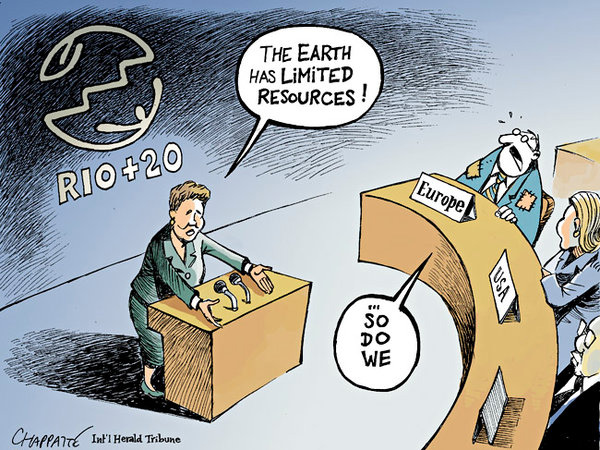 THE EARTH
HAS LIMITED
RESOURCES!
RIO+20
Europe
USA
...
SO
DO
WE
CHAPPATTE Int'l Herald Tribune